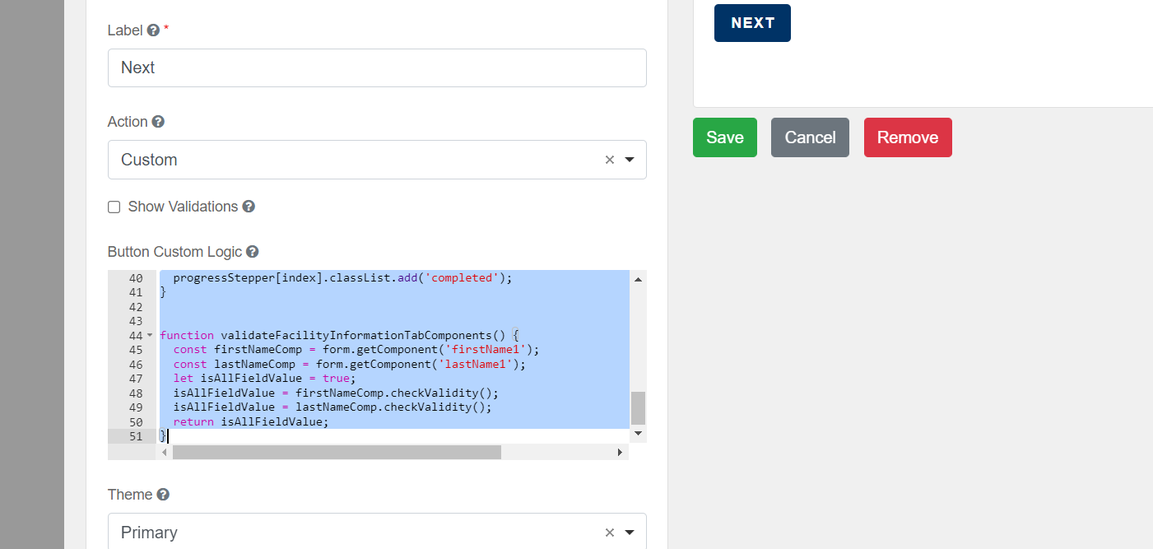 Label *
Next
Action
Custom
Show Validations
Button Custom Logic
40 progressStepper[index].classList.add('completed');
41 }
42
43
44 function validateFacilityInformationTabComponents() {
45 const firstNameComp = form.getComponent('firstName1');
46 const lastNameComp = form.getComponent('lastName1');
47 let isAllFieldValue = true;
48 isAllFieldValue = firstNameComp.checkValidity();
49 isAllFieldValue = lastNameComp.checkValidity();
50 return isAllFieldValue;
51 }
Theme
Primary
NEXT
Save
Cancel
Remove